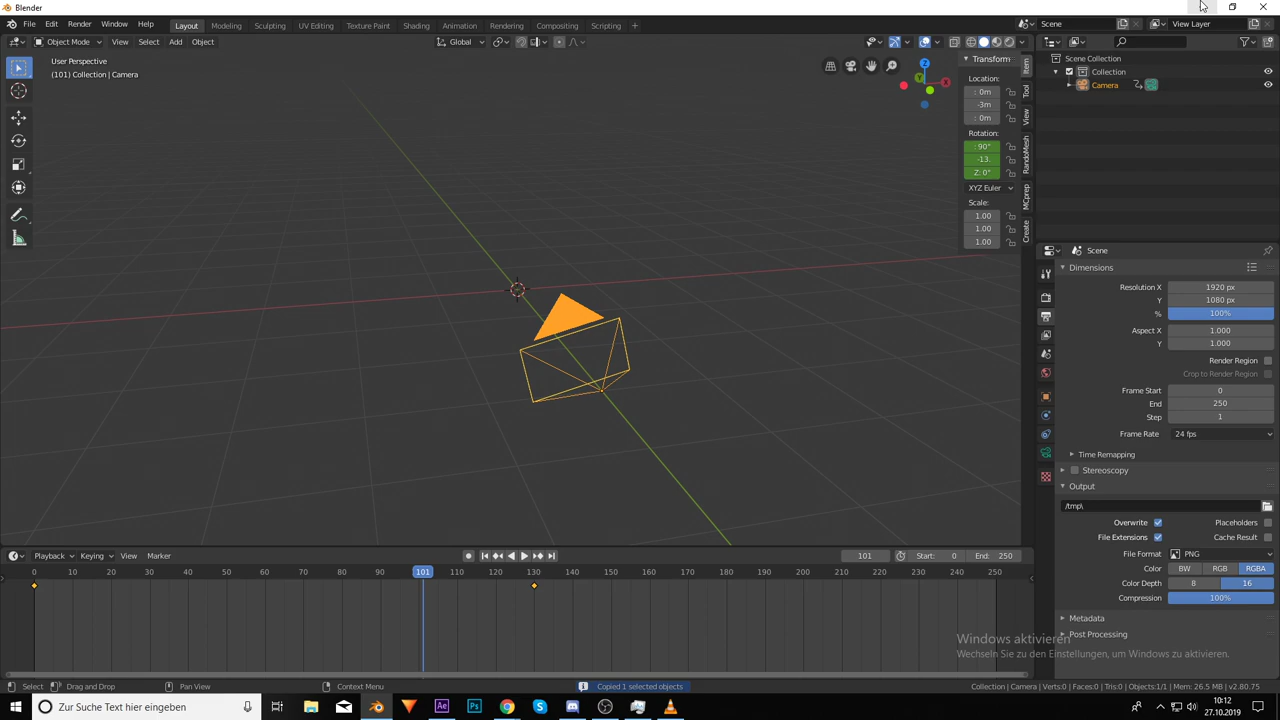 Blender
File Edit Render Window Help Layout Modeling Sculpting UV Editing Texture Paint Shading Animation Rendering Compositing Scripting Scene View Layer
Object Mode View Select Add Object Global
User Perspective
(101) Collection | Camera
Transform
Location:
: 0m
-3m
: 0m
Rotation:
: 90°
-13.
Z: 0°
XYZ Euler
Scale:
1.00
1.00
1.00
Item
Tool
View
RandoMesh
MCprep
Create
X
Y
Z
Scene Collection
Collection
Camera
Scene
Dimensions
Resolution X 1920 px
Y 1080 px
% 100%
Aspect X 1.000
Y 1.000
Render Region
Crop to Render Region
Frame Start 0
End 250
Step 1
Frame Rate 24 fps
Time Remapping
Stereoscopy
Output
/tmp\
Overwrite Placeholders
File Extensions Cache Result
File Format PNG
Color BW RGB RGBA
Color Depth 8 16
Compression 100%
Metadata
Post Processing
Playback Keying View Marker 101 Start: 0 End: 250
0 10 20 30 40 50 60 70 80 90 101 110 120 130 140 150 160 170 180 190 200 210 220 230 240 250
Windows aktivieren
Wechseln Sie zu den Einstellungen, um Windows zu aktivieren.
Select Drag and Drop Pan View Context Menu Copied 1 selected objects Collection | Camera | Verts:0 | Faces:0 | Tris:0 | Objects:1/1 | Mem: 26.5 MB | v2.80.75
Zur Suche Text hier eingeben
Ae Ps
10:12
27.10.2019